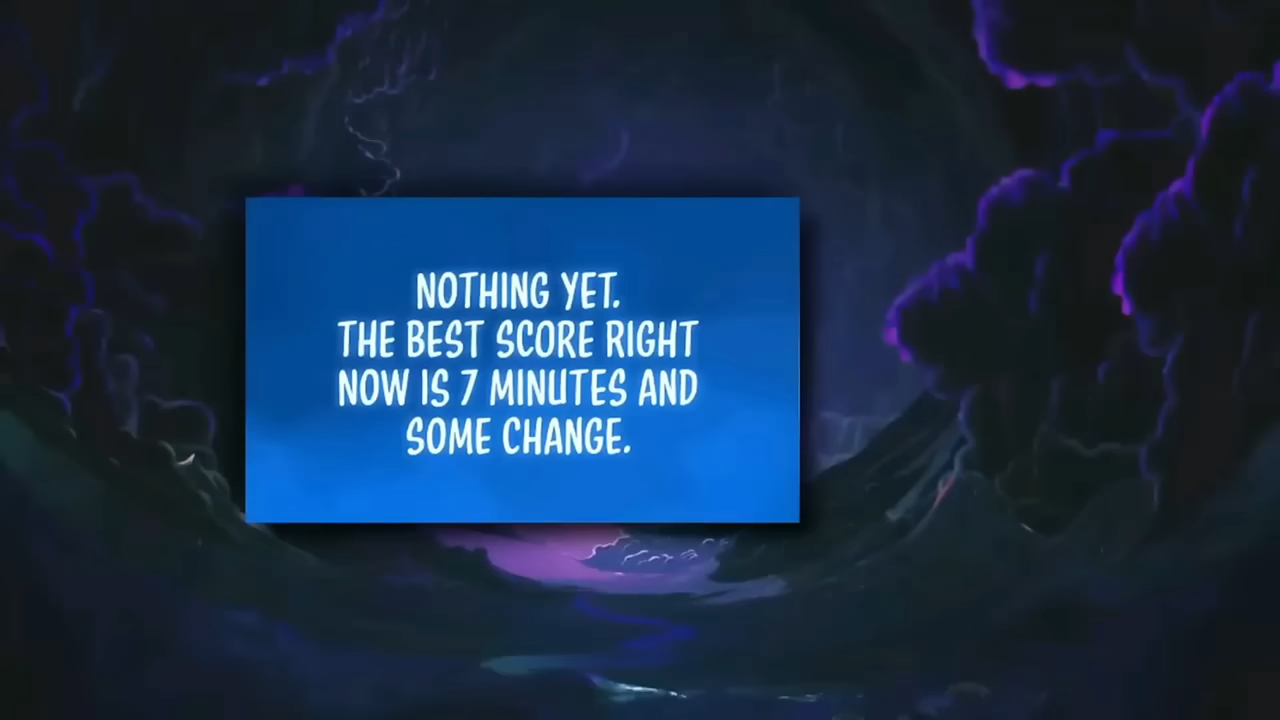 NOTHING YET.
THE BEST SCORE RIGHT
NOW IS 7 MINUTES AND
SOME CHANGE.